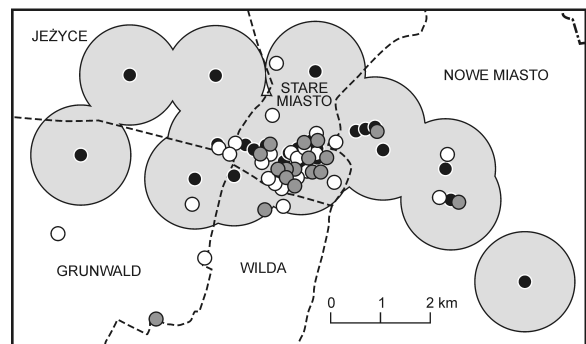 JEŻYCE
STARE
MIASTO
NOWE MIASTO
GRUNWALD
WILDA
0 1 2 km